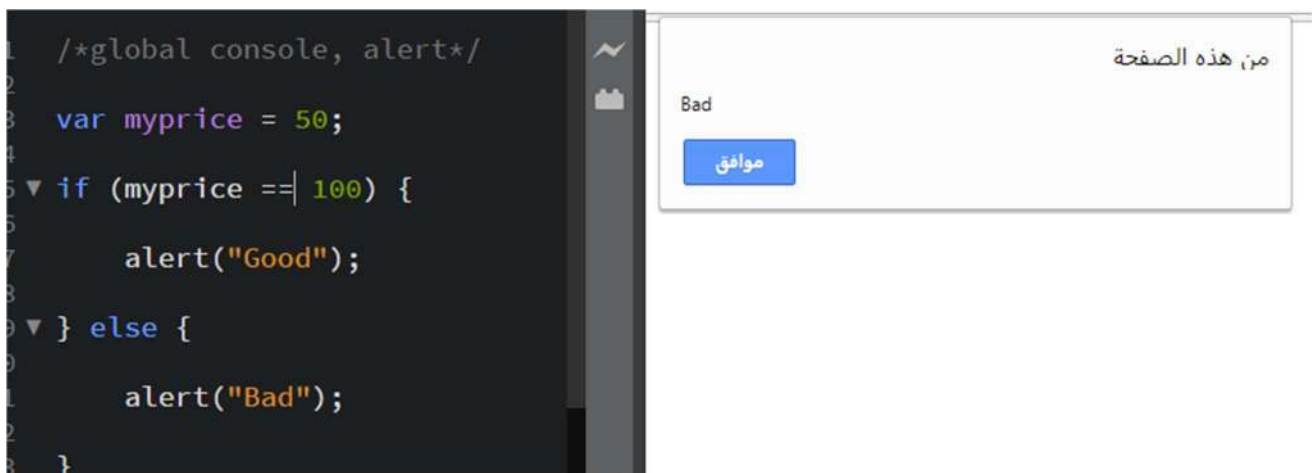 /*global console, alert*/
var myprice = 50;
if (myprice == 100) {
alert("Good");
} else {
alert("Bad");
}
من هذه الصفحة
Bad
موافق